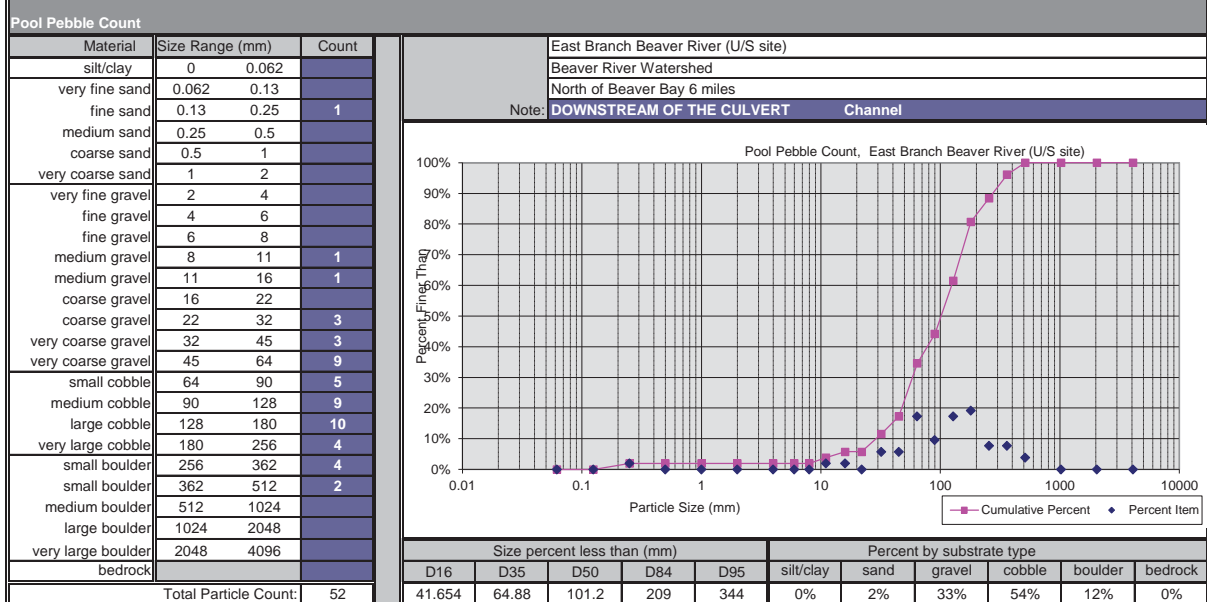 Pool Pebble Count
Material Size Range (mm) Count
silt/clay 0 0.062
very fine sand 0.062 0.13
fine sand 0.13 0.25 1
medium sand 0.25 0.5
coarse sand 0.5 1
very coarse sand 1 2
very fine gravel 2 4
fine gravel 4 6
fine gravel 6 8
medium gravel 8 11 1
medium gravel 11 16 1
coarse gravel 16 22
coarse gravel 22 32 3
very coarse gravel 32 45 3
very coarse gravel 45 64 9
small cobble 64 90 5
medium cobble 90 128 9
large cobble 128 180 10
very large cobble 180 256 4
small boulder 256 362 4
small boulder 362 512 2
medium boulder 512 1024
large boulder 1024 2048
very large boulder 2048 4096
bedrock
Total Particle Count: 52
East Branch Beaver River (U/S site)
Beaver River Watershed
North of Beaver Bay 6 miles
Note: DOWNSTREAM OF THE CULVERT Channel
Pool Pebble Count, East Branch Beaver River (U/S site)
100%
90%
80%
70%
60%
50%
40%
30%
20%
10%
0%
Percent Finer Than
0.01 0.1 1 10 100 1000 10000
Particle Size (mm)
Cumulative Percent Percent Item
Size percent less than (mm) Percent by substrate type
D16 D35 D50 D84 D95 silt/clay sand gravel cobble boulder bedrock
41.654 64.88 101.2 209 344 0% 2% 33% 54% 12% 0%